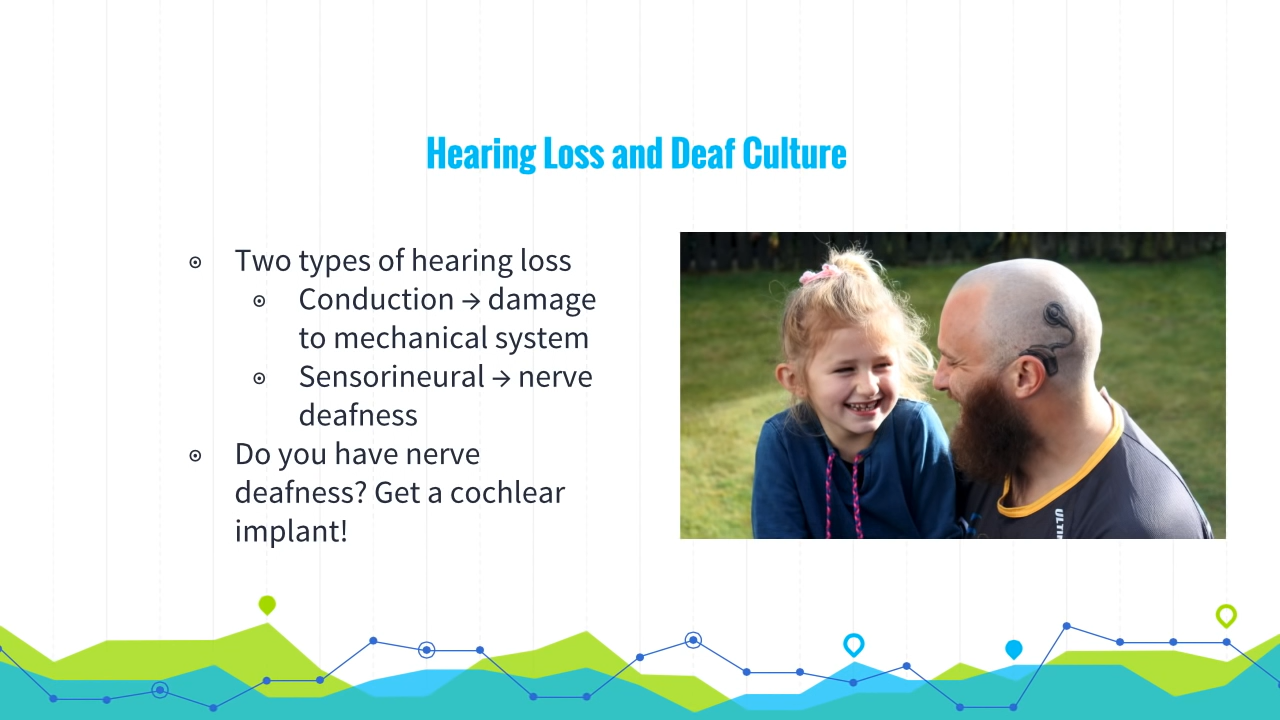 Hearing Loss and Deaf Culture
Two types of hearing loss
Conduction → damage
to mechanical system
Sensorineural → nerve
deafness
Do you have nerve
deafness? Get a cochlear
implant!